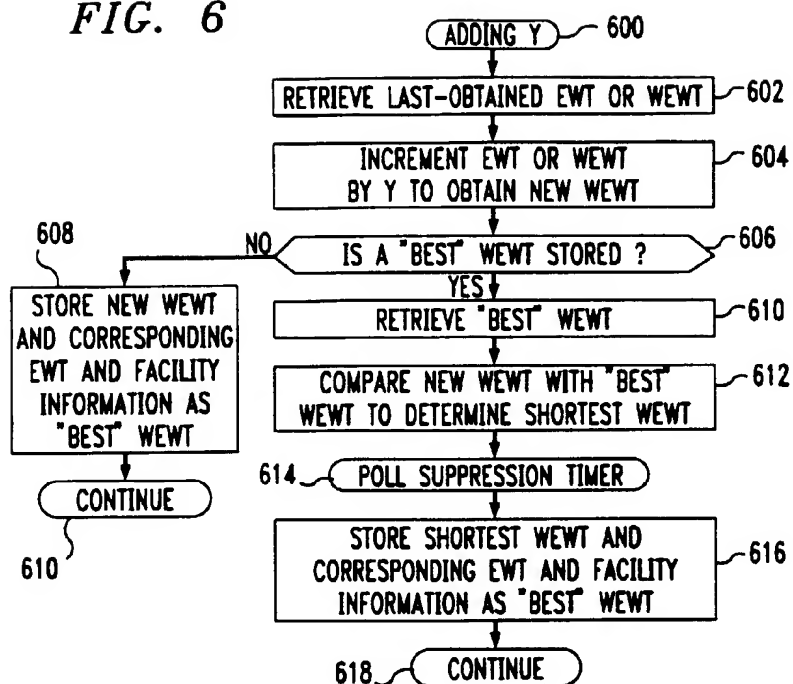 FIG. 6
ADDING Y
600
RETRIEVE LAST-OBTAINED EWT OR WEWT
602
INCREMENT EWT OR WEWT
BY Y TO OBTAIN NEW WEWT
604
IS A "BEST" WEWT STORED ?
606
NO
608
STORE NEW WEWT
AND CORRESPONDING
EWT AND FACILITY
INFORMATION AS
"BEST" WEWT
CONTINUE
610
YES
RETRIEVE "BEST" WEWT
610
COMPARE NEW WEWT WITH "BEST"
WEWT TO DETERMINE SHORTEST WEWT
612
614
POLL SUPPRESSION TIMER
STORE SHORTEST WEWT AND
CORRESPONDING EWT AND FACILITY
INFORMATION AS "BEST" WEWT
616
618
CONTINUE